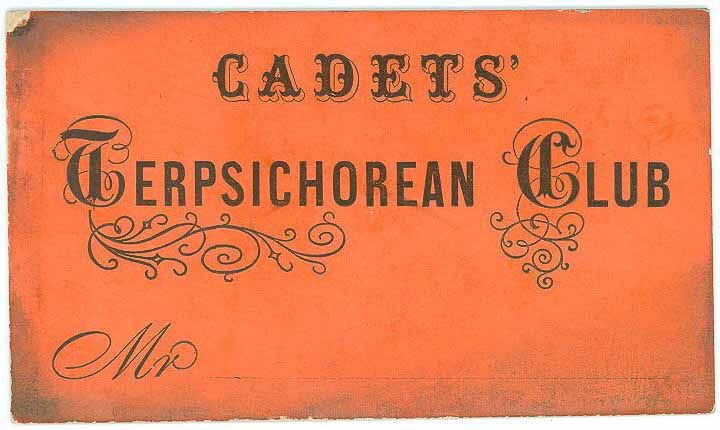 CADETS'
TERPSICHOREAN CLUB
Mr